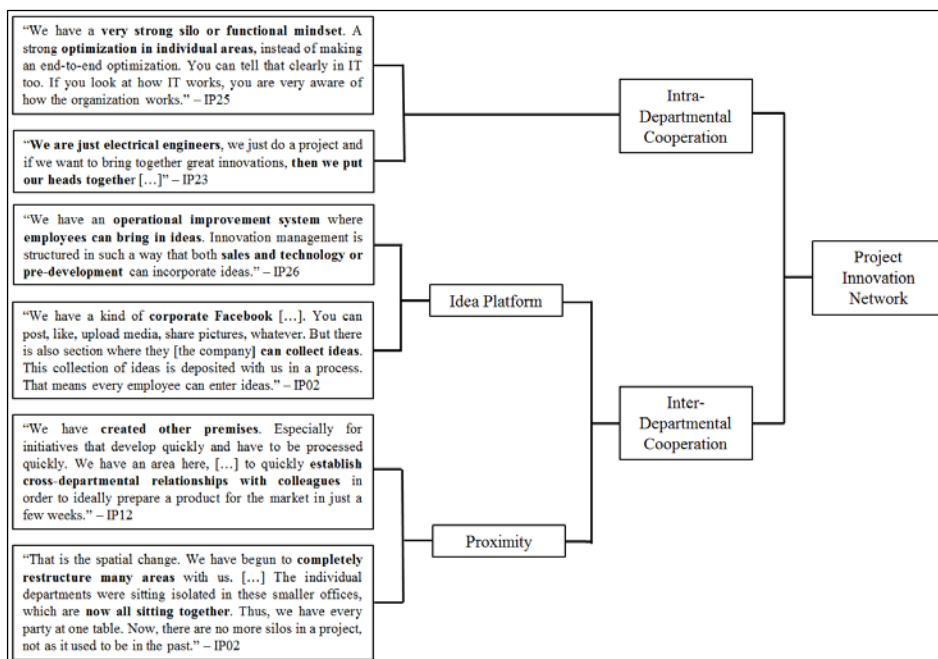 “We have a very strong silo or functional mindset. A
strong optimization in individual areas, instead of making
an end-to-end optimization. You can tell that clearly in IT
too. If you look at how IT works, you are very aware of
how the organization works.” – IP25
“We are just electrical engineers, we just do a project and
if we want to bring together great innovations, then we put
our heads together […]” – IP23
“We have an operational improvement system where
employees can bring in ideas. Innovation management is
structured in such a way that both sales and technology or
pre-development can incorporate ideas.” – IP26
“We have a kind of corporate Facebook […]. You can
post, like, upload media, share pictures, whatever. But there
is also section where they [the company] can collect ideas.
This collection of ideas is deposited with us in a process.
That means every employee can enter ideas.” – IP02
“We have created other premises. Especially for
initiatives that develop quickly and have to be processed
quickly. We have an area here, […] to quickly establish
cross-departmental relationships with colleagues in
order to ideally prepare a product for the market in just a
few weeks.” – IP12
“That is the spatial change. We have begun to completely
restructure many areas with us. […] The individual
departments were sitting isolated in these smaller offices,
which are now all sitting together. Thus, we have every
party at one table. Now, there are no more silos in a project,
not as it used to be in the past.” – IP02
Idea Platform
Proximity
Intra-
Departmental
Cooperation
Inter-
Departmental
Cooperation
Project
Innovation
Network